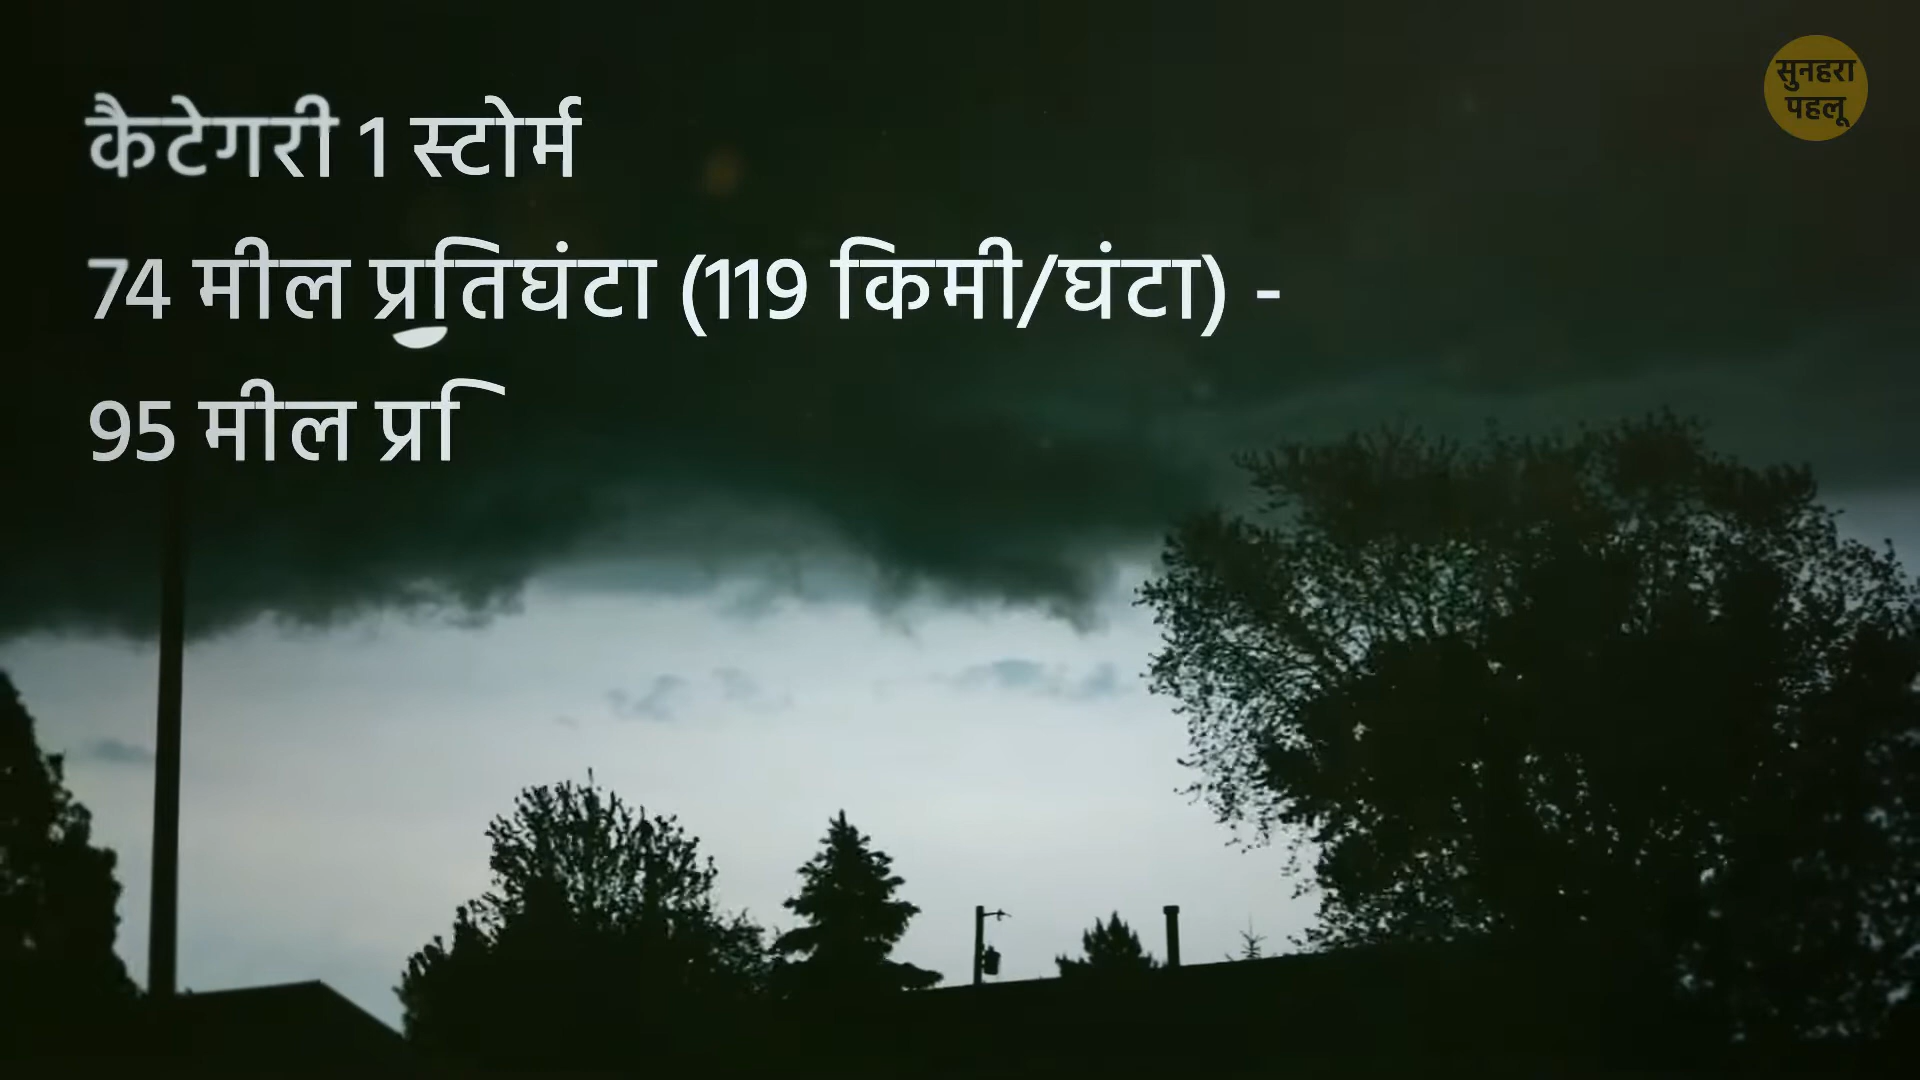 कैटेगरी 1 स्टोर्म
74 मील प्रतिघंटा (119 किमी/घंटा) -
95 मील प्रि
सुनहरा
पहलू